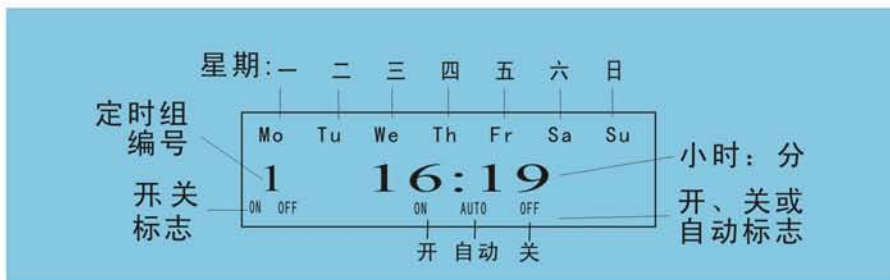 星期:一 二 三 四 五 六 日
定时组
编号
Mo Tu We Th Fr Sa Su
1 16:19
小时：分
开关
标志
ON OFF ON AUTO OFF
开、关或
自动标志
开 自动 关